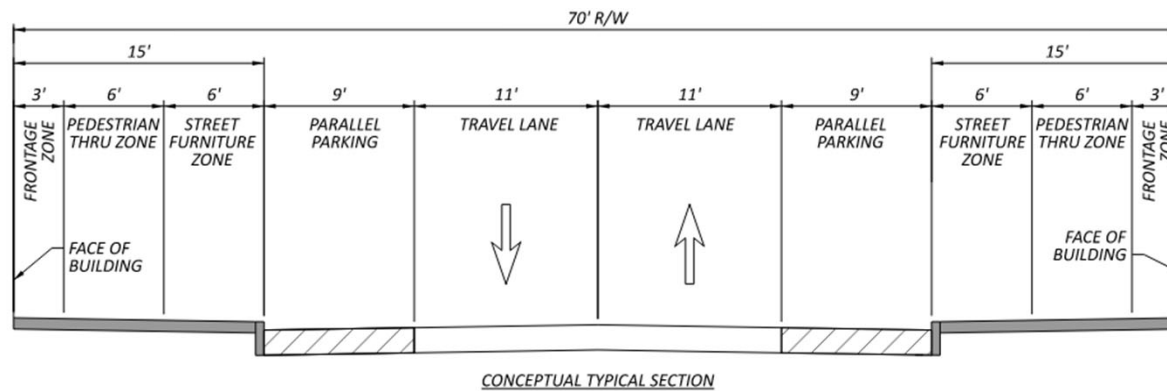 70' R/W
15'
15'
3'
6'
6'
9'
11'
11'
9'
6'
6'
3'
FRONTAGE
ZONE
PEDESTRIAN
THRU ZONE
STREET
FURNITURE
ZONE
PARALLEL
PARKING
TRAVEL LANE
TRAVEL LANE
PARALLEL
PARKING
STREET
FURNITURE
ZONE
PEDESTRIAN
THRU ZONE
FRONTAGE
ZONE
FACE OF
BUILDING
FACE OF
BUILDING
CONCEPTUAL TYPICAL SECTION